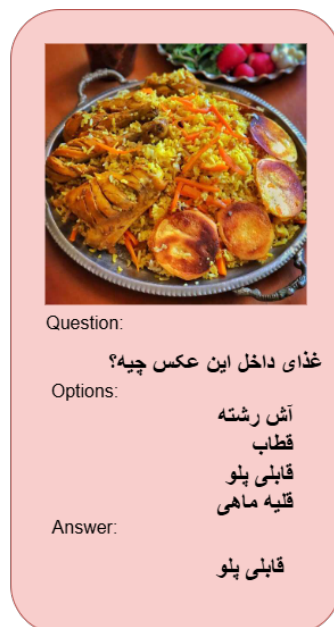 Question:
غذای داخل این عکس چیه؟
Options:
آش رشته
قطاب
قابلی پلو
قلیه ماهی
Answer:
قابلی پلو